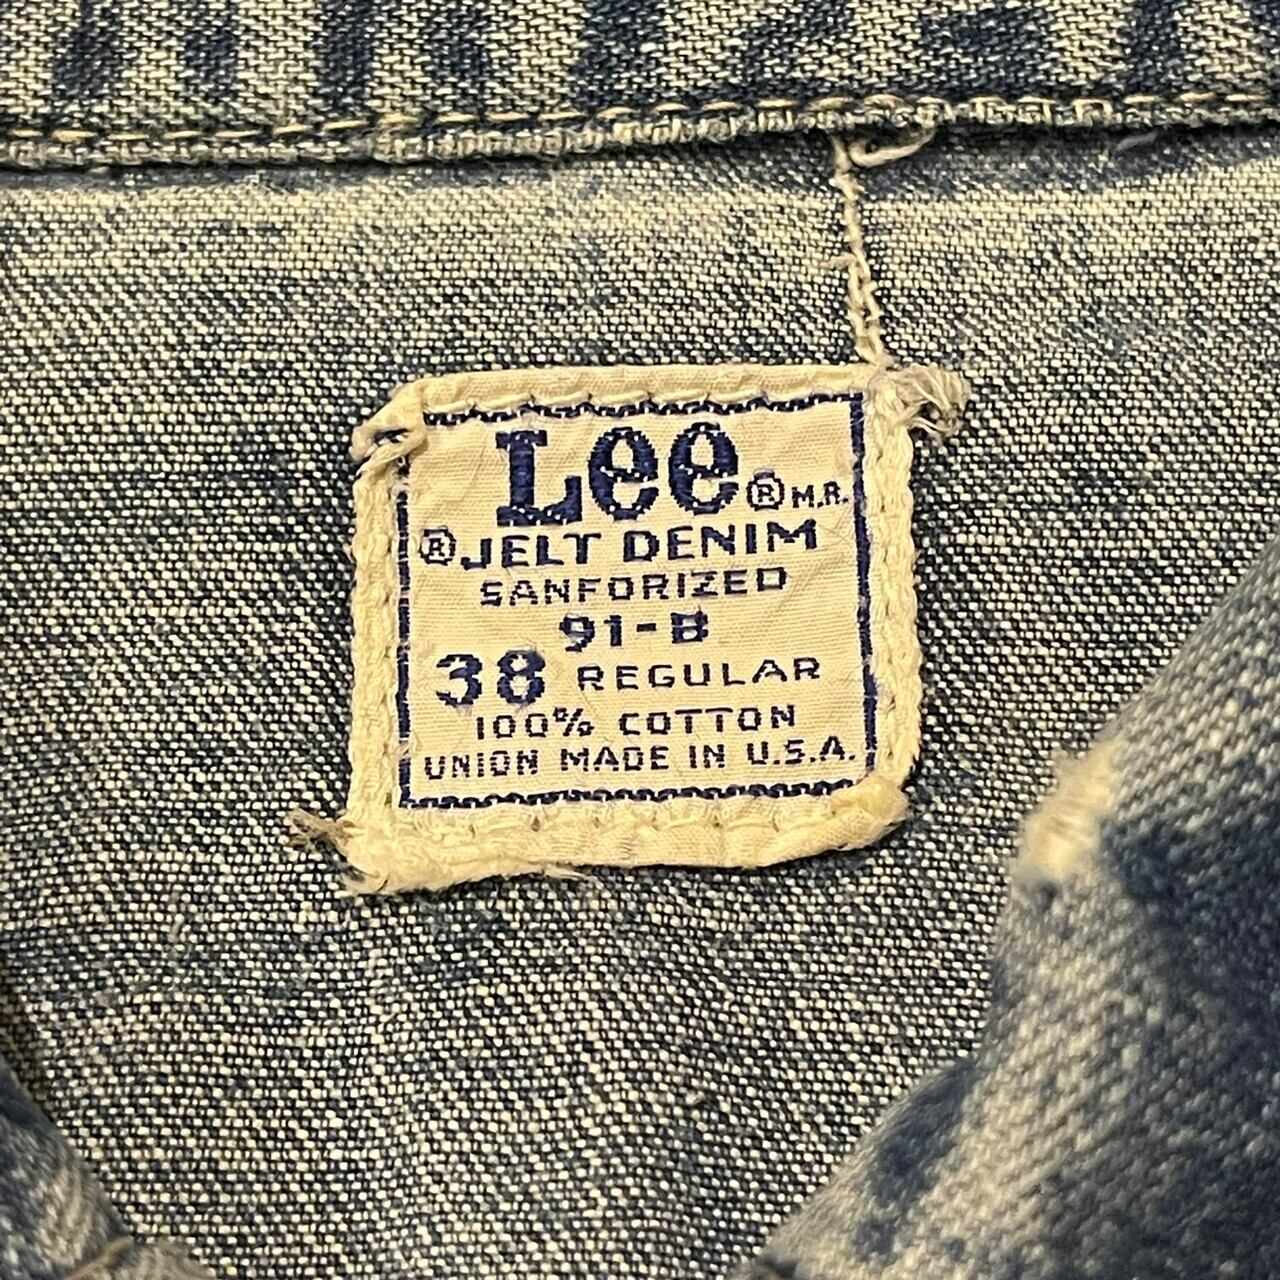 Lee ® M.R.
® JELT DENIM
SANFORIZED
91-B
38 REGULAR
100% COTTON
UNION MADE IN U.S.A.